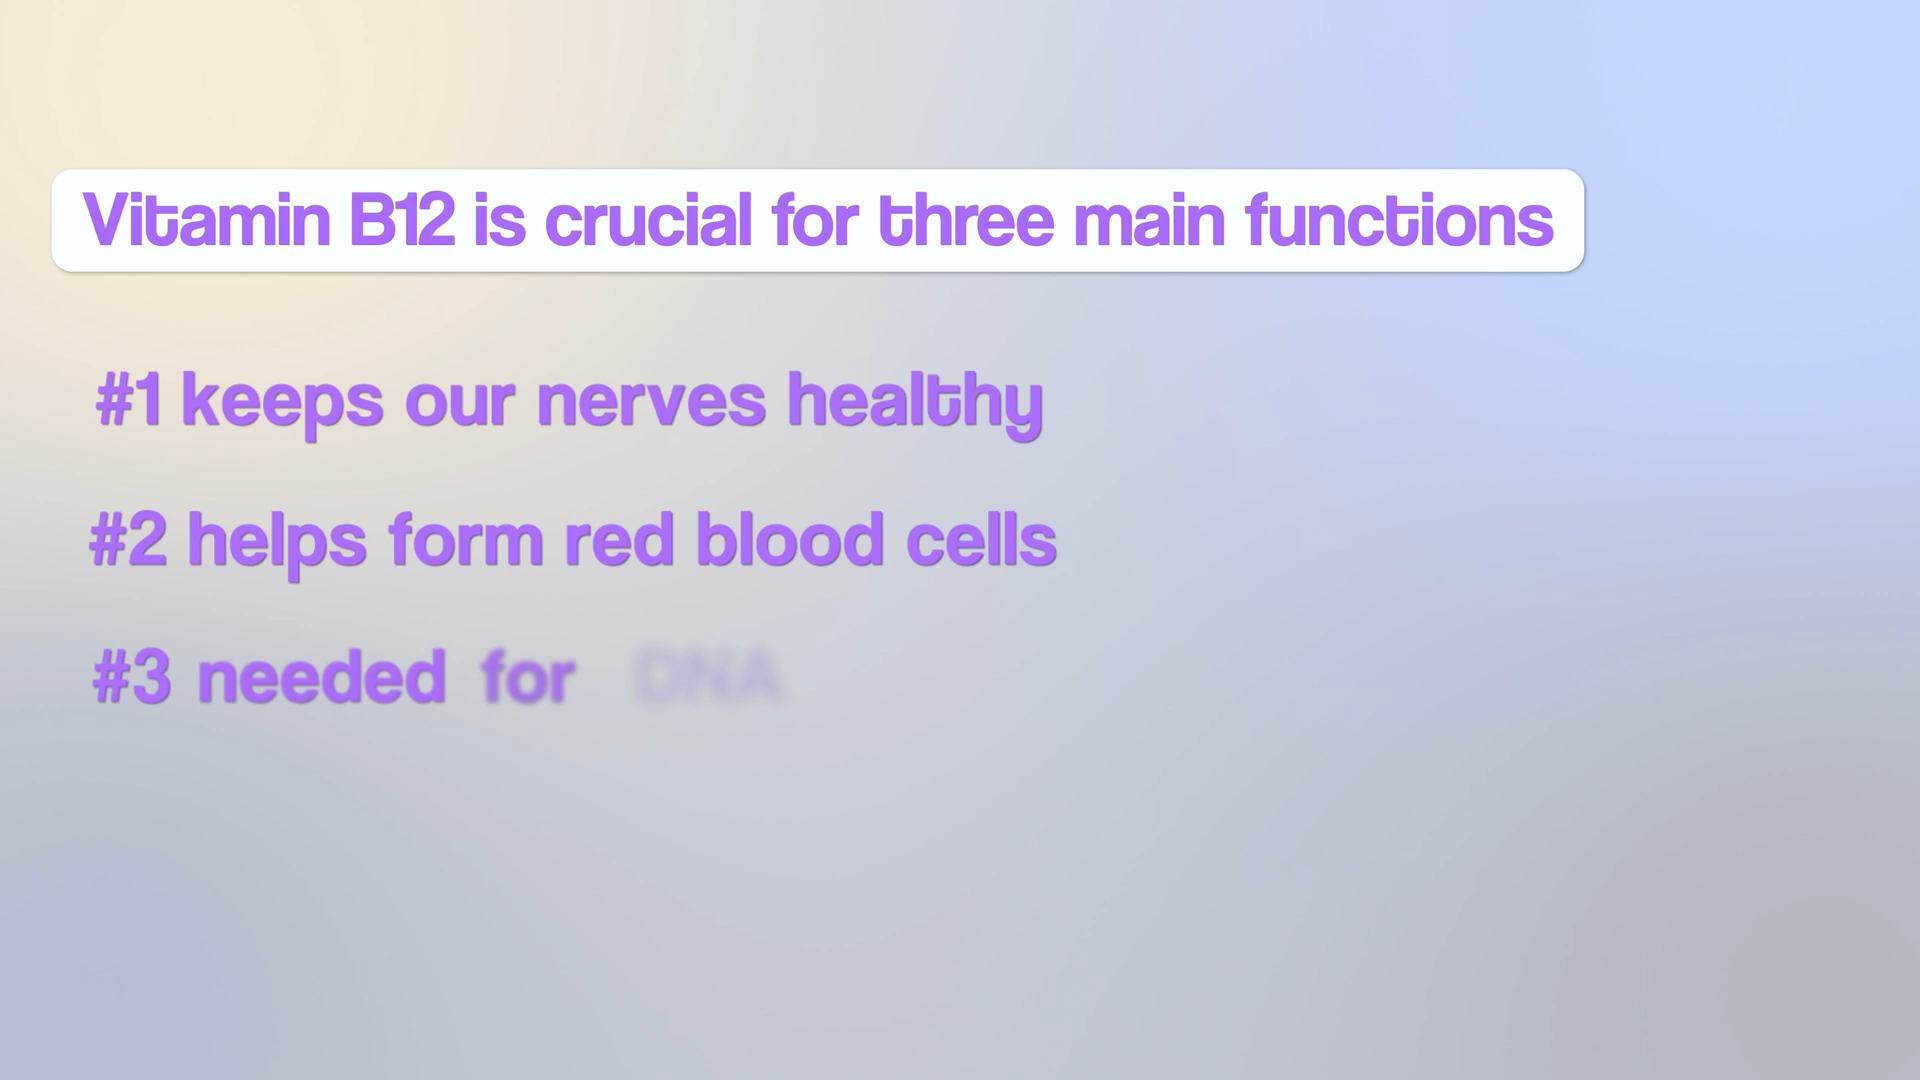 Vitamin B12 is crucial for three main functions
#1 keeps our nerves healthy
#2 helps form red blood cells
#3 needed for DNA